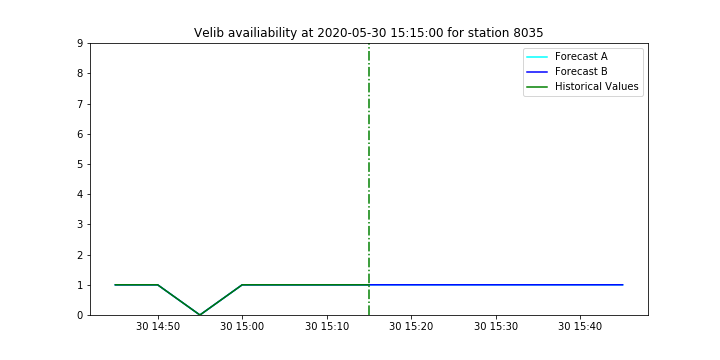 Velib availiability at 2020-05-30 15:15:00 for station 8035
9
8
7
6
5
4
3
2
1
0
Forecast A
Forecast B
Historical Values
30 14:50 30 15:00 30 15:10 30 15:20 30 15:30 30 15:40